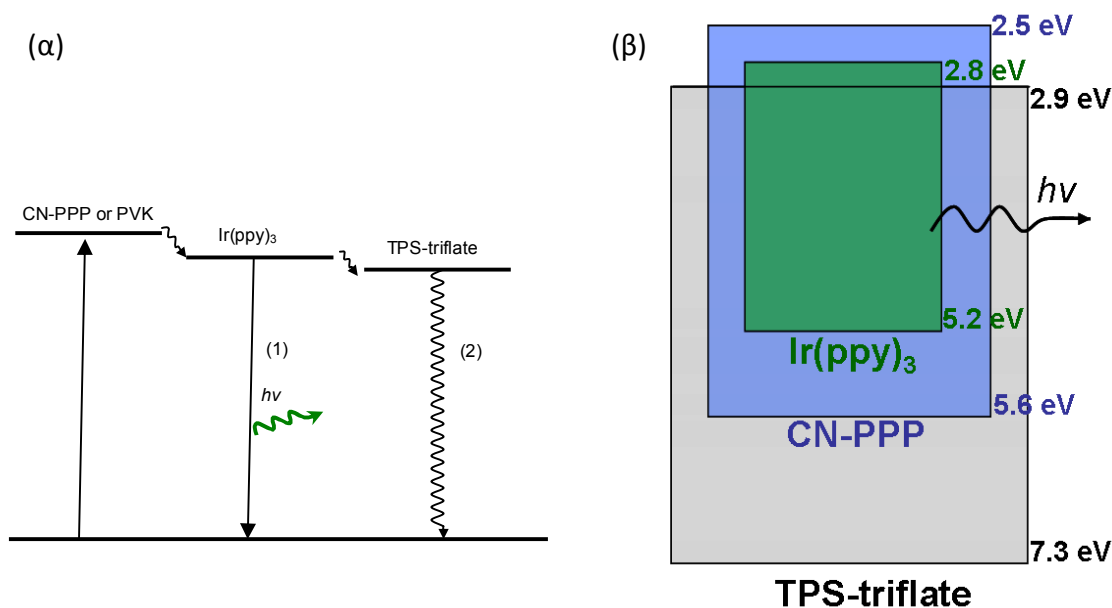 (α)
CN-PPP or PVK
Ir(ppy)3
TPS-triflate
(1)
(2)
hv
(β)
2.5 eV
2.8 eV
2.9 eV
hv
5.2 eV
Ir(ppy)3
5.6 eV
CN-PPP
7.3 eV
TPS-triflate